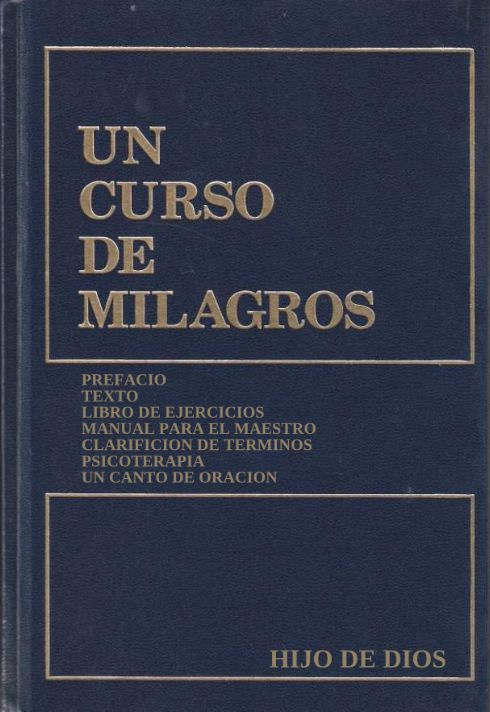 UN
CURSO
DE
MILAGROS
PREFACIO
TEXTO
LIBRO DE EJERCICIOS
MANUAL PARA EL MAESTRO
CLARIFICION DE TERMINOS
PSICOTERAPIA
UN CANTO DE ORACION
HIJO DE DIOS